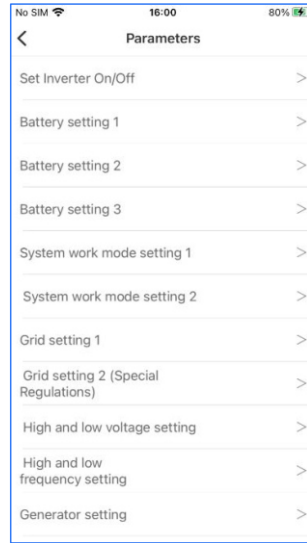 No SIM 16:00 80%
Parameters
Set Inverter On/Off
Battery setting 1
Battery setting 2
Battery setting 3
System work mode setting 1
System work mode setting 2
Grid setting 1
Grid setting 2 (Special
Regulations)
High and low voltage setting
High and low
frequency setting
Generator setting